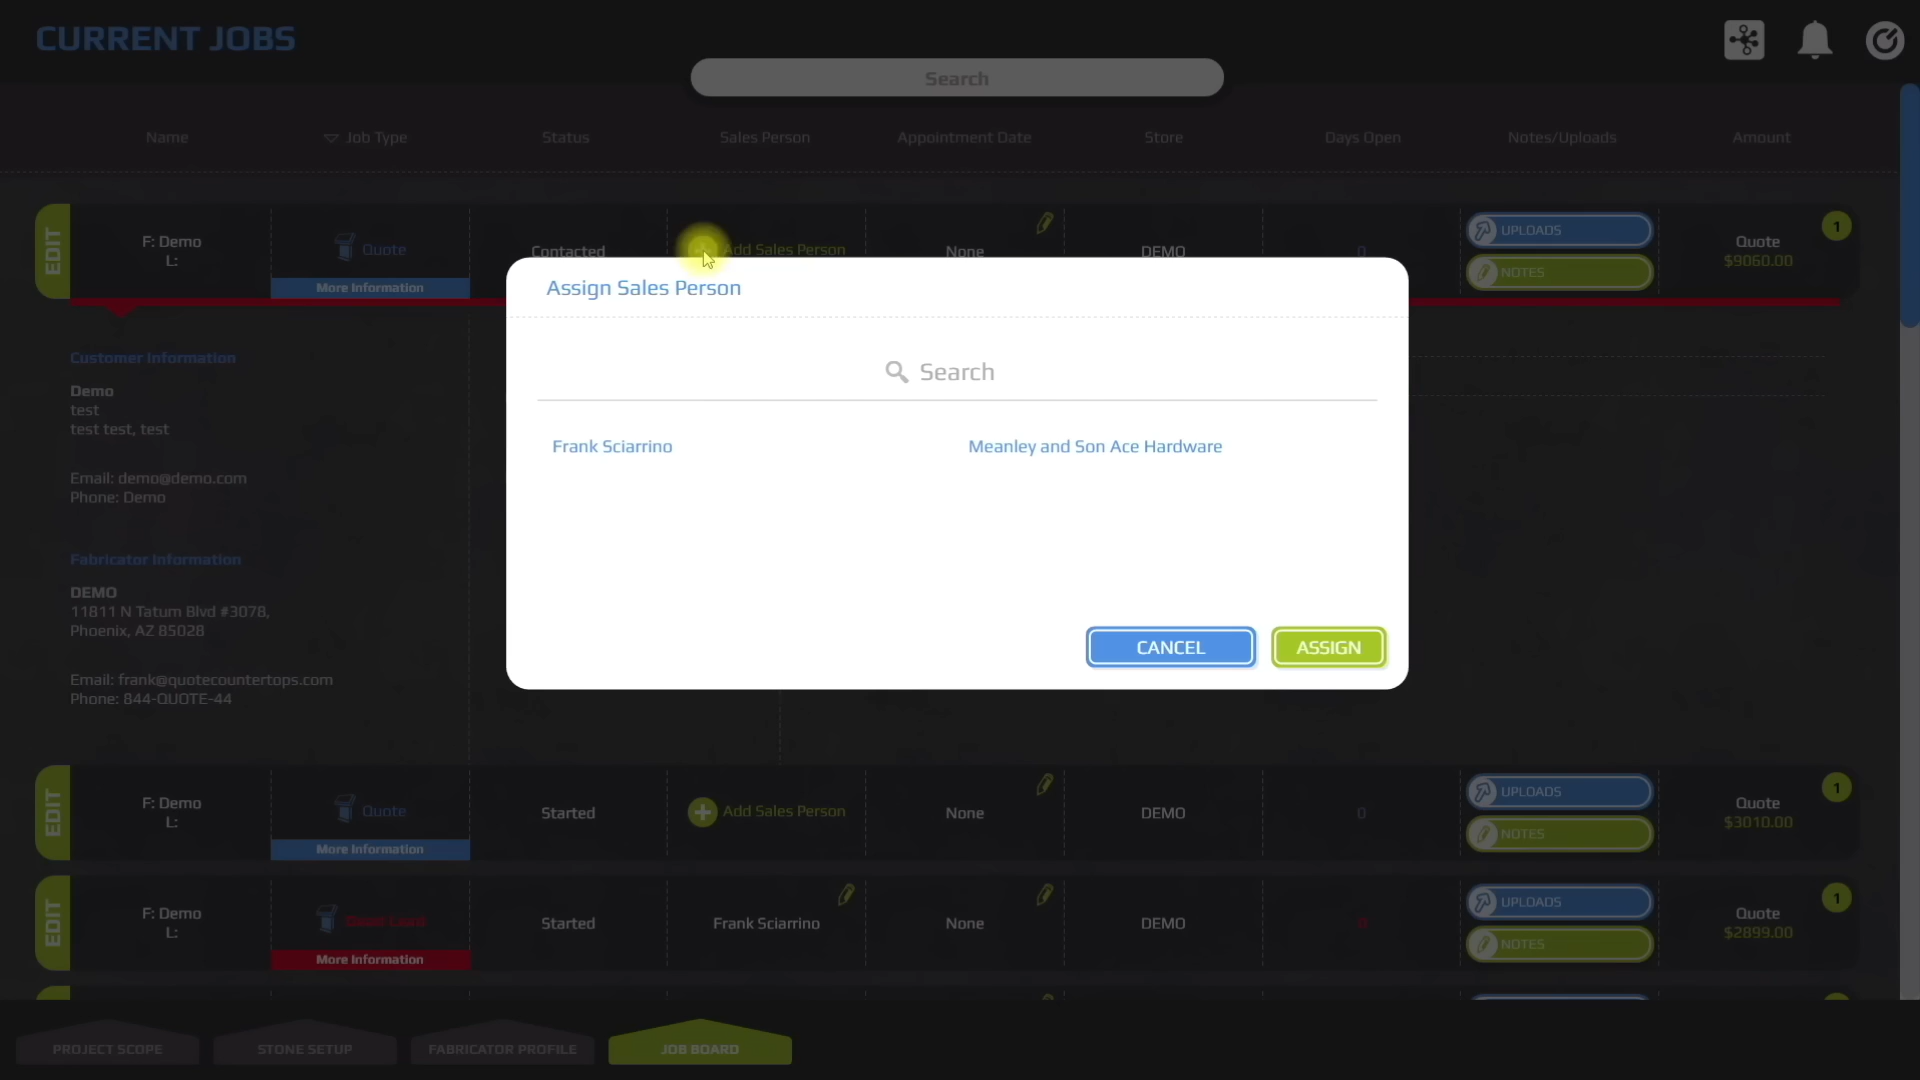 CURRENT JOBS
Search
Name
Job Type
Status
Sales Person
Appointment Date
Store
Days Open
Notes/Uploads
Amount
EDIT
F: Demo
L:
Quote
More Information
Contacted
Add Sales Person
None
DEMO
0
UPLOADS
NOTES
Quote
$9060.00
1
Assign Sales Person
Search
Frank Sciarrino
Meanley and Son Ace Hardware
CANCEL
ASSIGN
Customer Information
Demo
test
test test, test
Email: demo@demo.com
Phone: Demo
Fabricator Information
DEMO
11811 N Tatum Blvd #3078,
Phoenix, AZ 85028
Email: frank@quotecountertops.com
Phone: 844-QUOTE-44
EDIT
F: Demo
L:
Quote
More Information
Started
Add Sales Person
None
DEMO
0
UPLOADS
NOTES
Quote
$3010.00
1
EDIT
F: Demo
L:
More Information
Started
Frank Sciarrino
None
DEMO
UPLOADS
NOTES
Quote
$2899.00
1
PROJECT SCOPE
STONE SETUP
FABRICATOR PROFILE
JOB BOARD